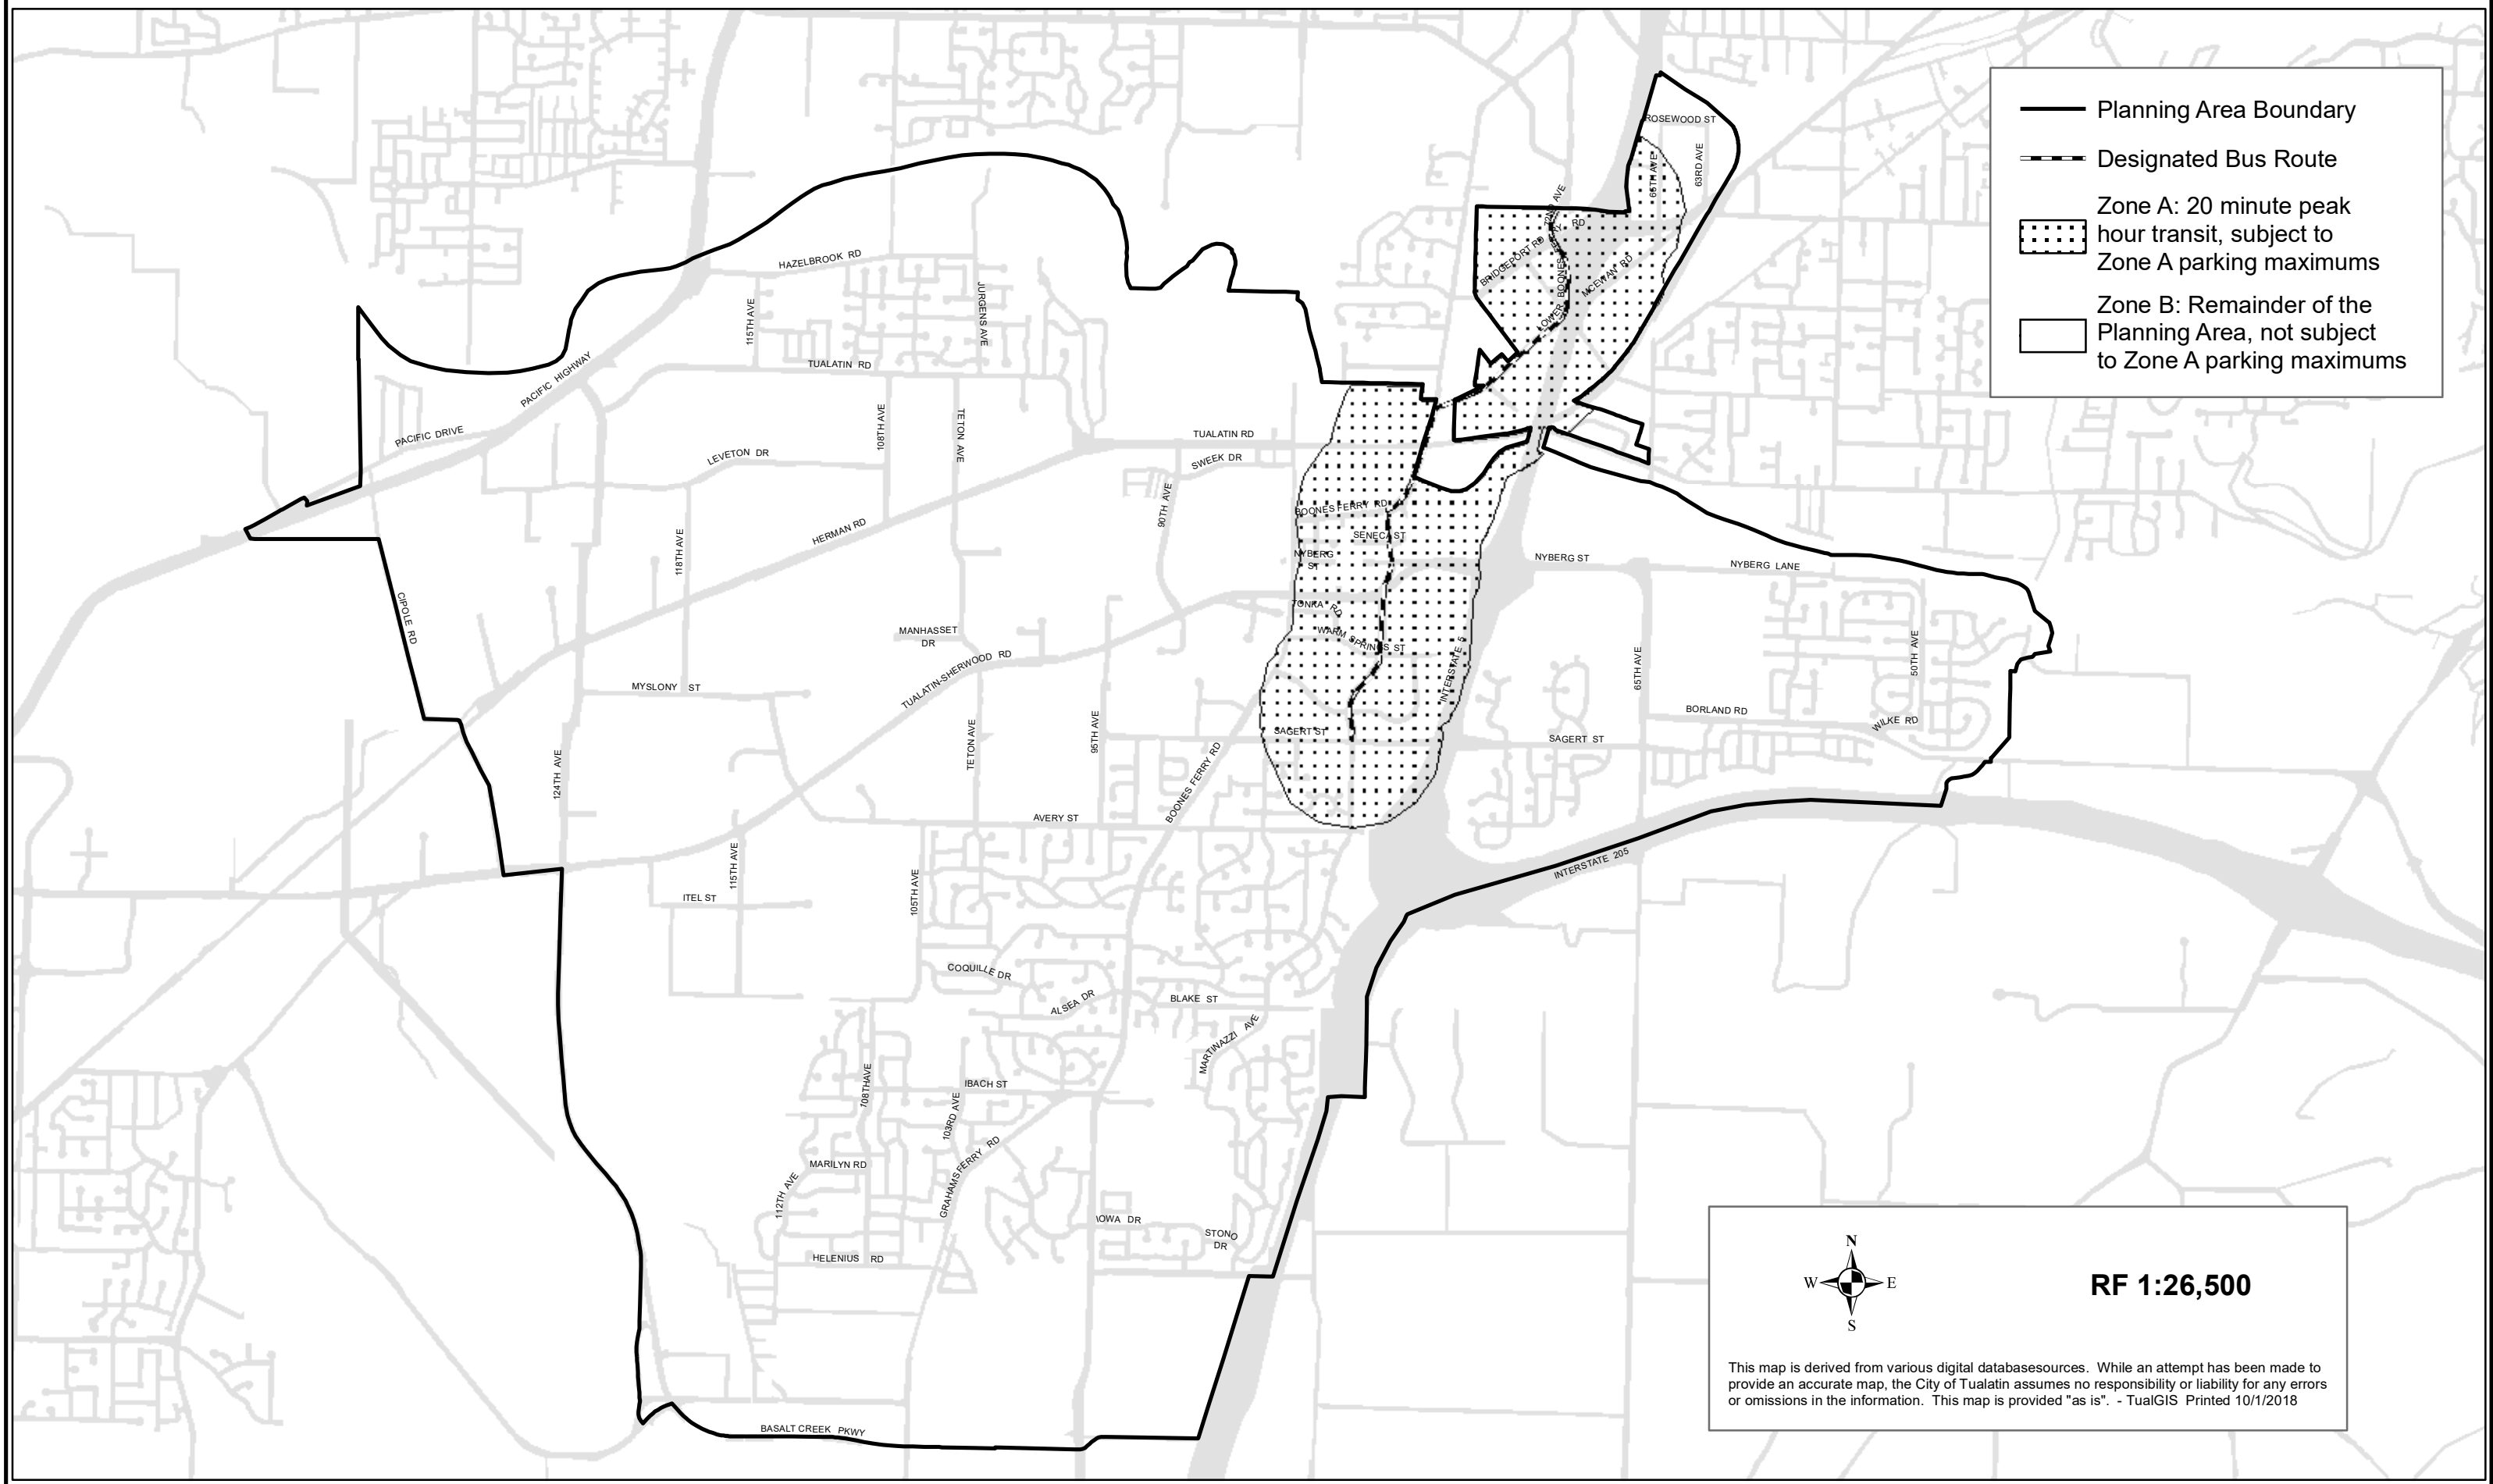 Planning Area Boundary
Designated Bus Route
Zone A: 20 minute peak
hour transit, subject to
Zone A parking maximums
Zone B: Remainder of the
Planning Area, not subject
to Zone A parking maximums
ROSEWOOD ST
65TH AVE
63RD AVE
72ND AVE
BRIDGEPORT RD
RD
MCEWAN RD
LOWER BOONES
HAZELBROOK RD
115TH AVE
JURGENS AVE
TUALATIN RD
PACIFIC HIGHWAY
PACIFIC DRIVE
108TH AVE
TETON AVE
LEVETON DR
TUALATIN RD
SWEEK DR
90TH AVE
HERMAN RD
118TH AVE
BOONES FERRY RD
SENECA ST
NYBERG
ST
NYBERG ST
NYBERG LANE
CIPOLE RD
TONKA RD
WARM SPRINGS ST
INTERSTATE 5
MANHASSET
DR
TUALATIN-SHERWOOD RD
MYSLONY ST
65TH AVE
50TH AVE
BORLAND RD
WILKE RD
SAGERT ST
SAGERT ST
TETON AVE
95TH AVE
BOONES FERRY RD
124TH AVE
AVERY ST
115TH AVE
105TH AVE
ITEL ST
INTERSTATE 205
COQUILLE DR
ALSEA DR
BLAKE ST
MARTINAZZI AVE
108TH AVE
IBACH ST
103RD AVE
GRAHAMS FERRY RD
MARILYN RD
112TH AVE
IOWA DR
STONO
DR
HELENIUS RD
BASALT CREEK PKWY
N
W
E
S
RF 1:26,500
This map is derived from various digital databasesources. While an attempt has been made to
provide an accurate map, the City of Tualatin assumes no responsibility or liability for any errors
or omissions in the information. This map is provided "as is". - TualGIS Printed 10/1/2018